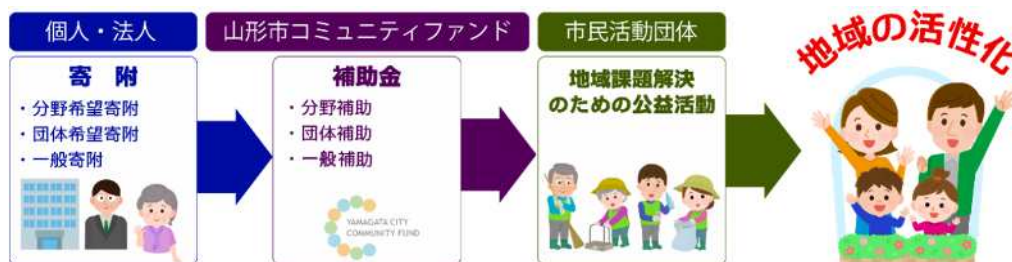 個人・法人
寄 附
・分野希望寄附
・団体希望寄附
・一般寄附
山形市コミュニティファンド
補助金
・分野補助
・団体補助
・一般補助
YAMAGATA CITY
COMMUNITY FUND
市民活動団体
地域課題解決
のための公益活動
地域の活性化